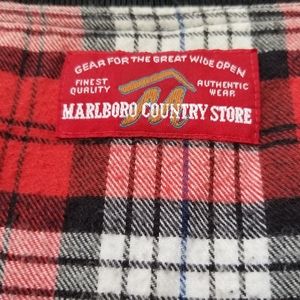 GEAR FOR THE GREAT WIDE OPEN
FINEST QUALITY
AUTHENTIC WEAR
MARLBORO COUNTRY STORE